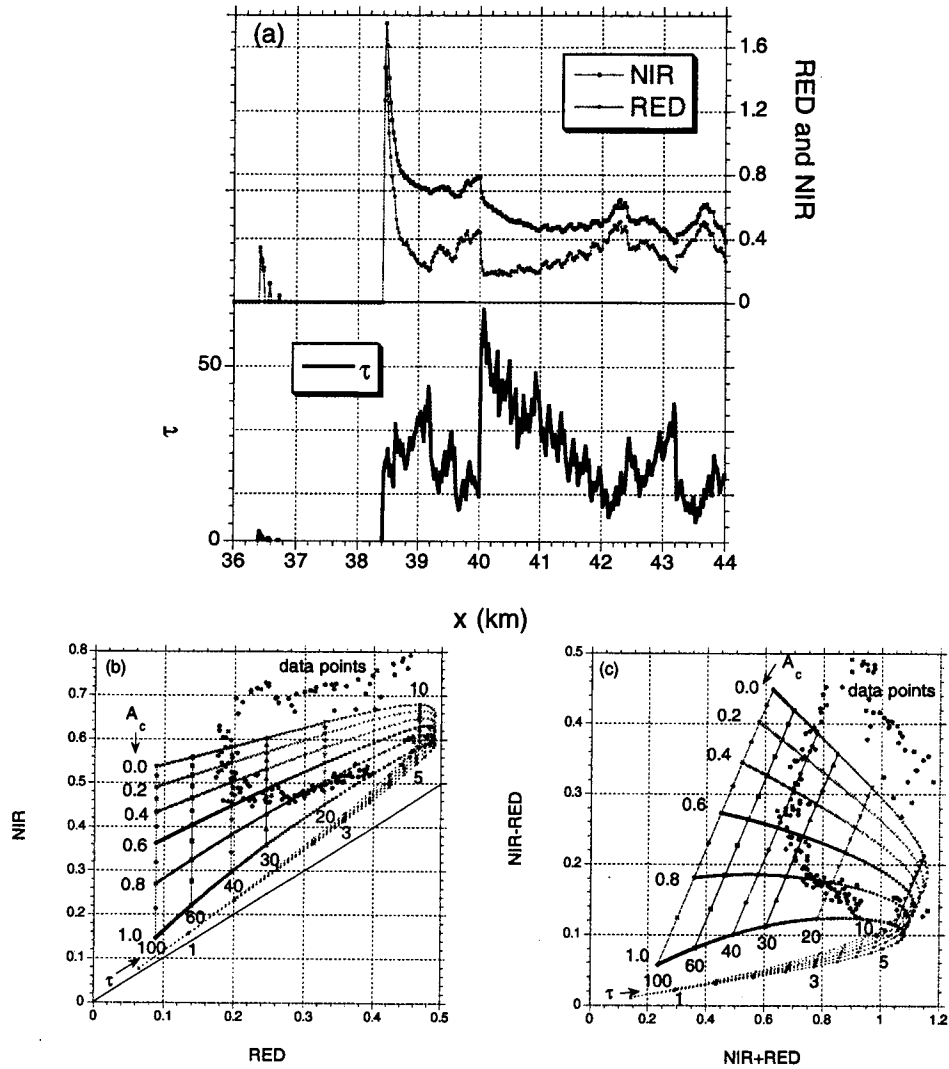 (a)
NIR
RED
1.6
1.2
0.8
0.4
0
RED and NIR
50
0
τ
τ
36 37 38 39 40 41 42 43 44
x (km)
(b)
data points
0.8
0.7
0.6
0.5
0.4
0.3
0.2
0.1
0
NIR
A_c
0.0
0.2
0.4
0.6
0.8
1.0
100
60
40
30
20
10
5
3
1
τ
0 0.1 0.2 0.3 0.4 0.5
RED
(c)
data points
0.5
0.4
0.3
0.2
0.1
0
NIR-RED
A_c
0.0
0.2
0.4
0.6
0.8
1.0
100
60
40
30
20
10
5
3
1
τ
0 0.2 0.4 0.6 0.8 1 1.2
NIR+RED